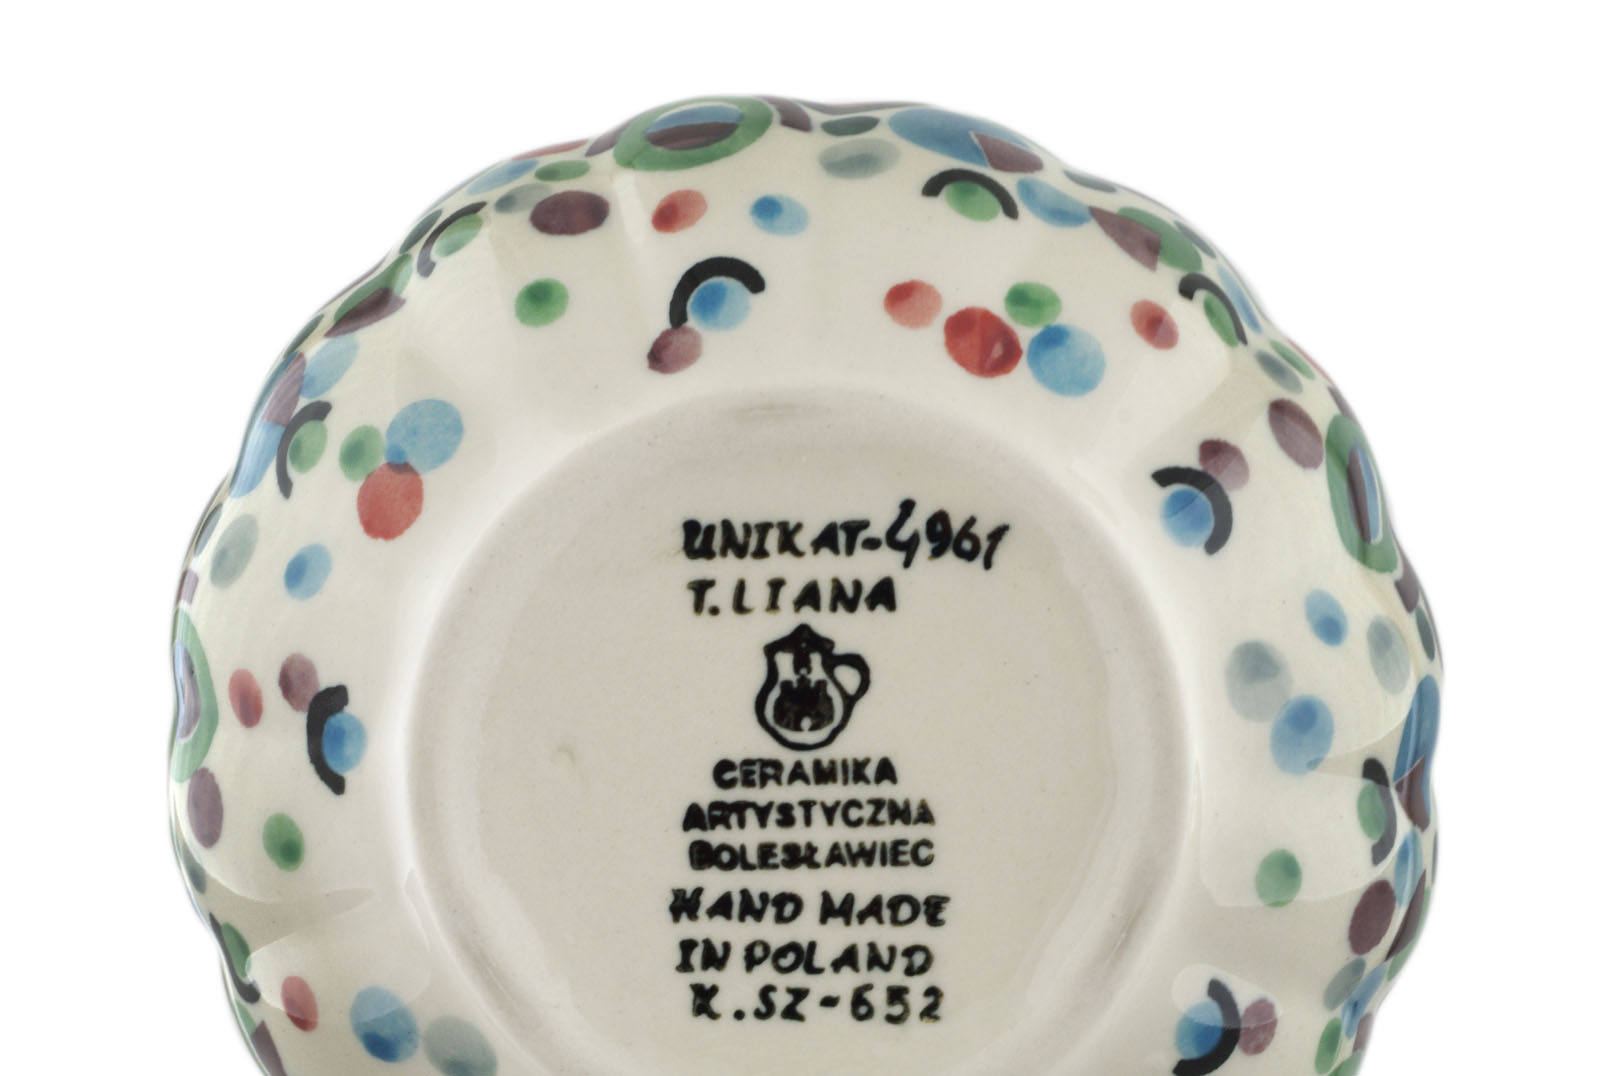 UNIKAT-4961
T. LIANA
CERAMIKA
ARTYSTYCZNA
BOLESŁAWIEC
HAND MADE
IN POLAND
K.SZ-652